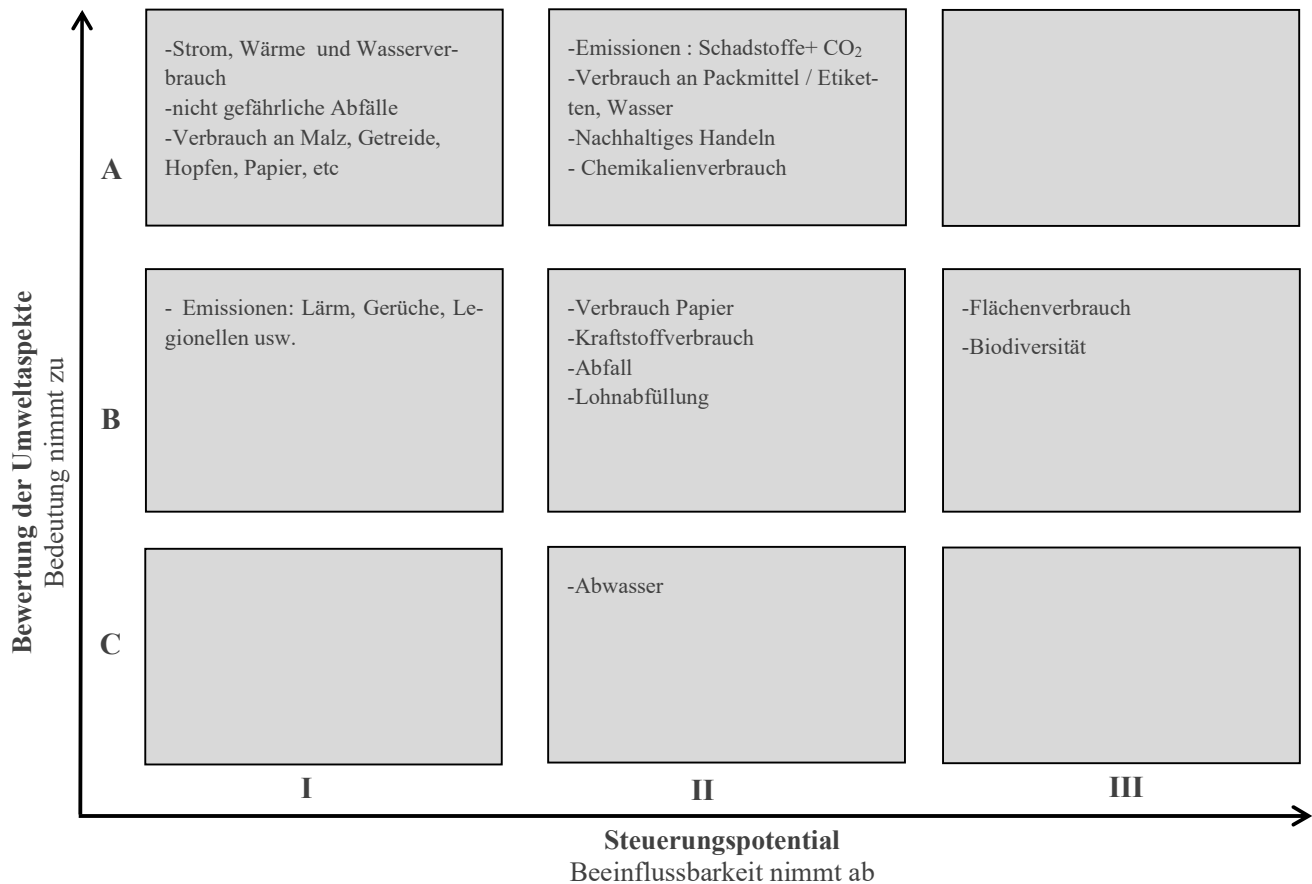 -Strom, Wärme und Wasserver-
brauch
-nicht gefährliche Abfälle
-Verbrauch an Malz, Getreide,
Hopfen, Papier, etc
-Emissionen : Schadstoffe+ CO₂
-Verbrauch an Packmittel / Etiket-
ten, Wasser
-Nachhaltiges Handeln
- Chemikalienverbrauch
A
- Emissionen: Lärm, Gerüche, Le-
gionellen usw.
-Verbrauch Papier
-Kraftstoffverbrauch
-Abfall
-Lohnabfüllung
-Flächenverbrauch
-Biodiversität
B
Bewertung der Umweltaspekte
Bedeutung nimmt zu
-Abwasser
C
I
II
III
Steuerungspotential
Beeinflussbarkeit nimmt ab